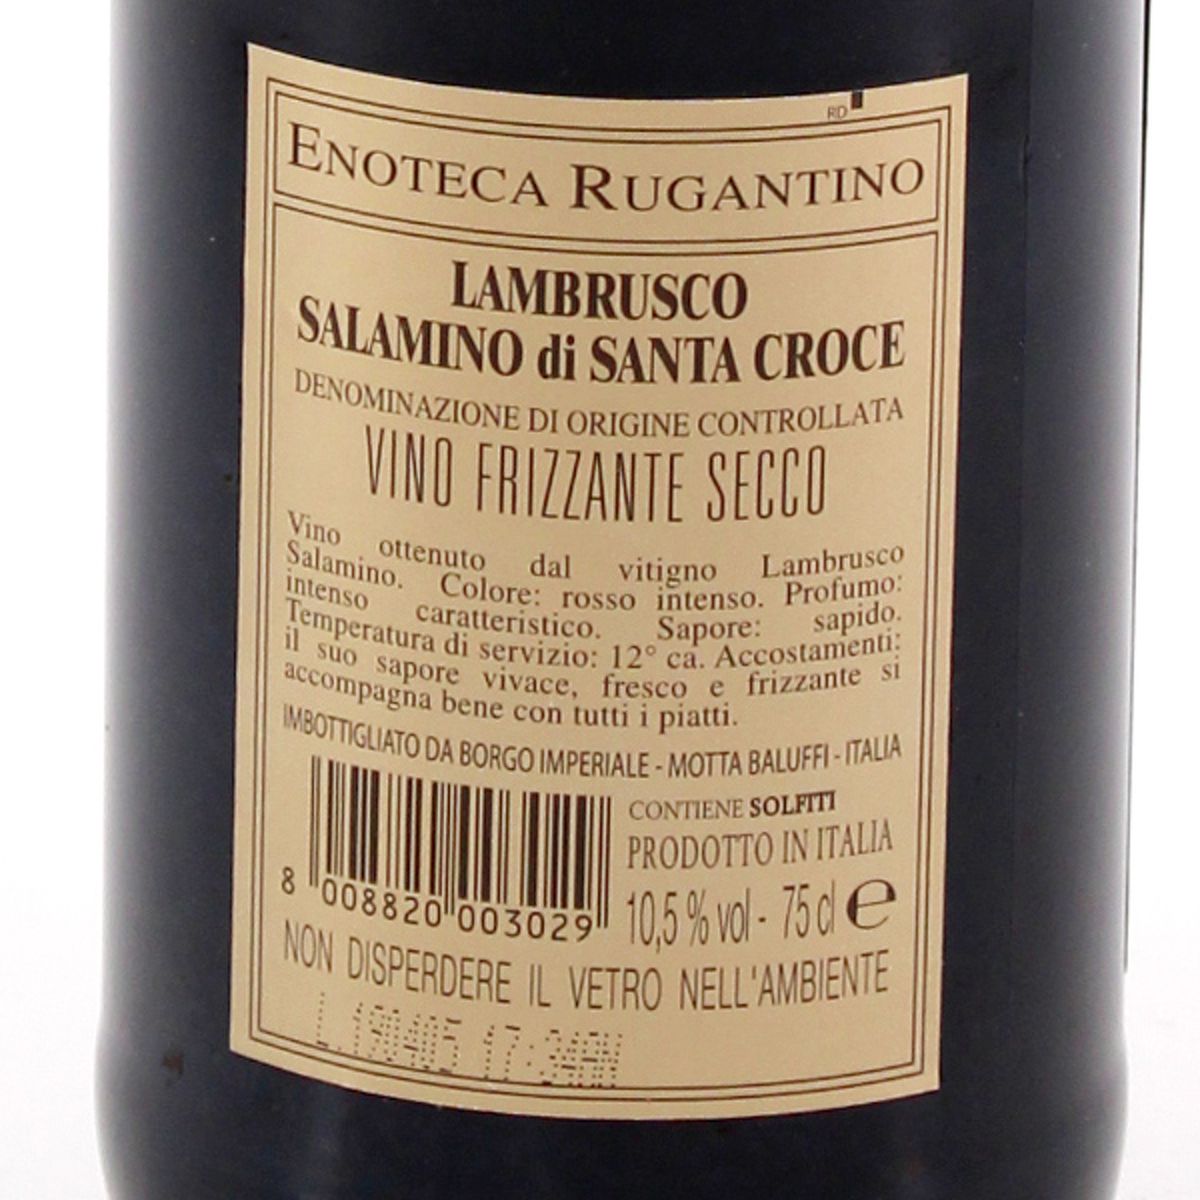 RD
ENOTECA RUGANTINO
LAMBRUSCO
SALAMINO di SANTA CROCE
DENOMINAZIONE DI ORIGINE CONTROLLATA
VINO FRIZZANTE SECCO
Vino ottenuto dal vitigno Lambrusco
Salamino. Colore: rosso intenso. Profumo:
intenso caratteristico. Sapore: sapido.
Temperatura di servizio: 12° ca. Accostamenti:
il suo sapore vivace, fresco e frizzante si
accompagna bene con tutti i piatti.
IMBOTTIGLIATO DA BORGO IMPERIALE - MOTTA BALUFFI - ITALIA
CONTIENE SOLFITI
PRODOTTO IN ITALIA
8 008820 003029
10,5 % vol - 75 cl e
NON DISPERDERE IL VETRO NELL'AMBIENTE
L.190405